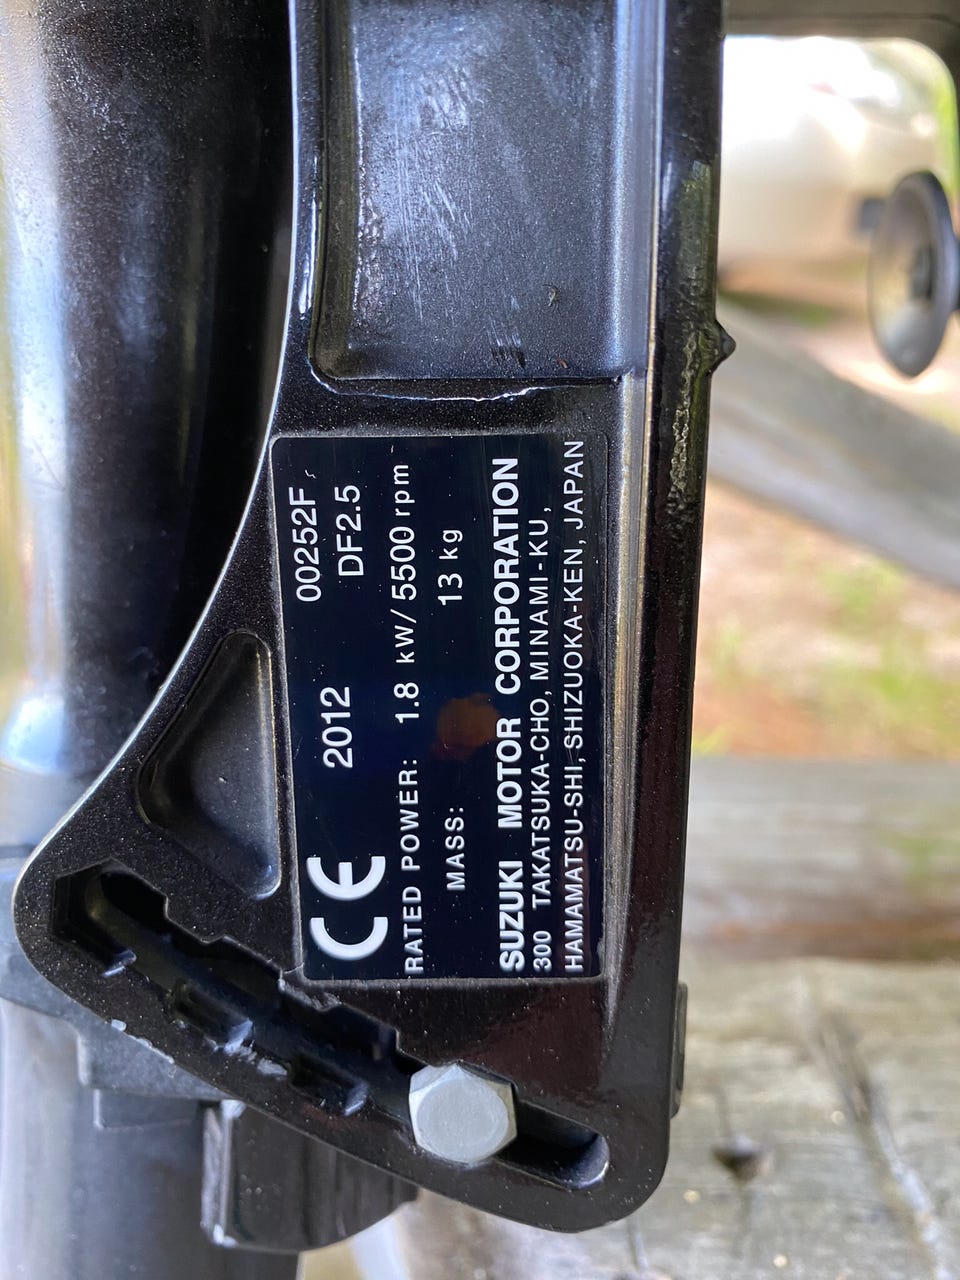 00252F
CE 2012 DF2.5
RATED POWER: 1.8 kW/5500 rpm
MASS: 13 kg
SUZUKI MOTOR CORPORATION
300 TAKATSUKA-CHO, MINAMI-KU,
HAMAMATSU-SHI, SHIZUOKA-KEN, JAPAN